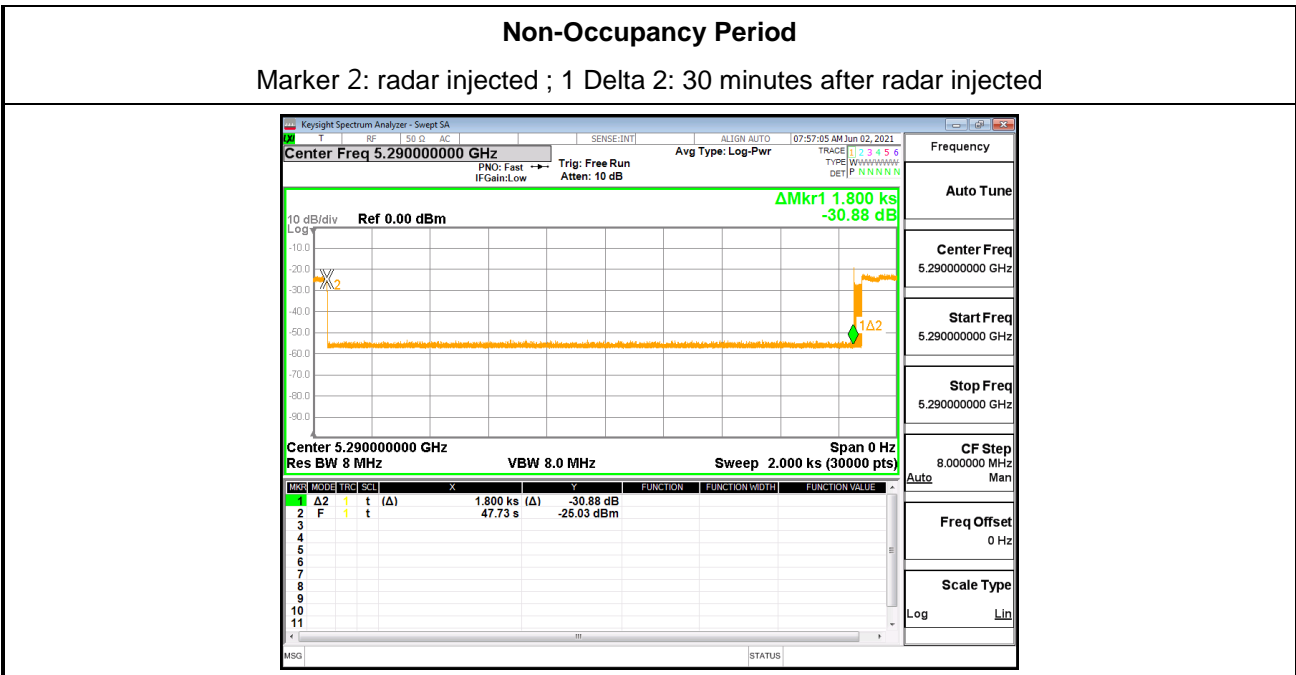 Non-Occupancy Period
Marker 2: radar injected ; 1 Delta 2: 30 minutes after radar injected
Keysight Spectrum Analyzer - Swept SA
T RF 50 Ω AC SENSE:INT ALIGN AUTO 07:57:05 AM Jun 02, 2021
Center Freq 5.290000000 GHz
PNO: Fast
IFGain:Low
Trig: Free Run
Atten: 10 dB
Avg Type: Log-Pwr
TRACE 1 2 3 4 5 6
TYPE WWWWWW
DET P N N N N N
ΔMkr1 1.800 ks
-30.88 dB
10 dB/div Ref 0.00 dBm
Log
-10.0
-20.0
-30.0
-40.0
-50.0
-60.0
-70.0
-80.0
-90.0
2
1Δ2
Center 5.290000000 GHz Span 0 Hz
Res BW 8 MHz VBW 8.0 MHz Sweep 2.000 ks (30000 pts)
MKR MODE TRC SCL X Y FUNCTION FUNCTION WIDTH FUNCTION VALUE
1 Δ2 1 t (Δ) 1.800 ks (Δ) -30.88 dB
2 F 1 t 47.73 s -25.03 dBm
3
4
5
6
7
8
9
10
11
MSG STATUS
Frequency
Auto Tune
Center Freq
5.290000000 GHz
Start Freq
5.290000000 GHz
Stop Freq
5.290000000 GHz
CF Step
8.000000 MHz
Auto Man
Freq Offset
0 Hz
Scale Type
Log Lin